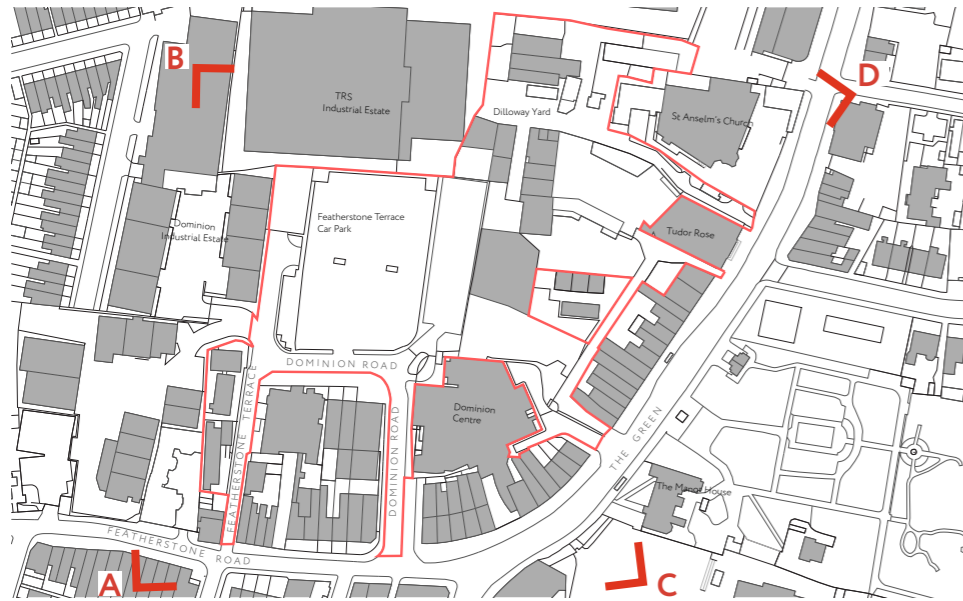 B
D
TRS
Industrial Estate
Dilloway Yard
St Anselm's Church
Featherstone Terrace
Car Park
Dominion
Industrial Estate
Tudor Rose
DOMINION ROAD
FEATHERSTONE TERRACE
DOMINION ROAD
Dominion
Centre
THE GREEN
The Manor House
FEATHERSTONE ROAD
A
C